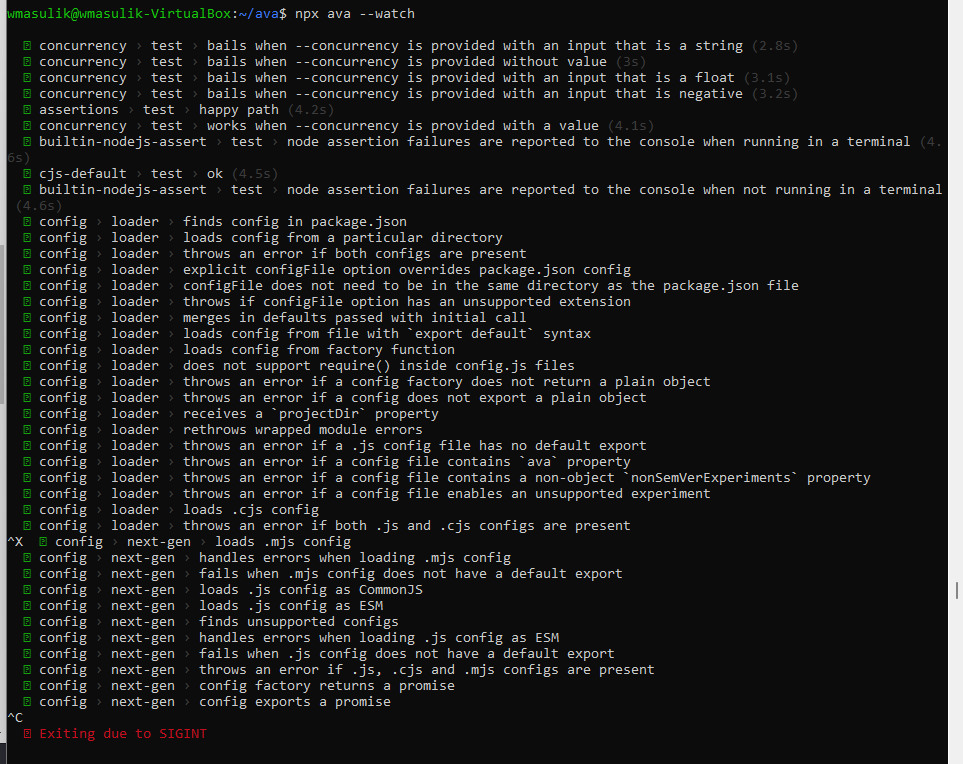 wmasulik@wmasulik-VirtualBox:~/ava$ npx ava --watch
concurrency › test › bails when --concurrency is provided with an input that is a string (2.8s)
concurrency › test › bails when --concurrency is provided without value (3s)
concurrency › test › bails when --concurrency is provided with an input that is a float (3.1s)
concurrency › test › bails when --concurrency is provided with an input that is negative (3.2s)
assertions › test › happy path (4.2s)
concurrency › test › works when --concurrency is provided with a value (4.1s)
builtin-nodejs-assert › test › node assertion failures are reported to the console when running in a terminal (4.
6s)
cjs-default › test › ok (4.5s)
builtin-nodejs-assert › test › node assertion failures are reported to the console when not running in a terminal
(4.6s)
config › loader › finds config in package.json
config › loader › loads config from a particular directory
config › loader › throws an error if both configs are present
config › loader › explicit configFile option overrides package.json config
config › loader › configFile does not need to be in the same directory as the package.json file
config › loader › throws if configFile option has an unsupported extension
config › loader › merges in defaults passed with initial call
config › loader › loads config from file with `export default` syntax
config › loader › loads config from factory function
config › loader › does not support require() inside config.js files
config › loader › throws an error if a config factory does not return a plain object
config › loader › throws an error if a config does not export a plain object
config › loader › receives a `projectDir` property
config › loader › rethrows wrapped module errors
config › loader › throws an error if a .js config file has no default export
config › loader › throws an error if a config file contains `ava` property
config › loader › throws an error if a config file contains a non-object `nonSemVerExperiments` property
config › loader › throws an error if a config file enables an unsupported experiment
config › loader › loads .cjs config
config › loader › throws an error if both .js and .cjs configs are present
^X config › next-gen › loads .mjs config
config › next-gen › handles errors when loading .mjs config
config › next-gen › fails when .mjs config does not have a default export
config › next-gen › loads .js config as CommonJS
config › next-gen › loads .js config as ESM
config › next-gen › finds unsupported configs
config › next-gen › handles errors when loading .js config as ESM
config › next-gen › fails when .js config does not have a default export
config › next-gen › throws an error if .js, .cjs and .mjs configs are present
config › next-gen › config factory returns a promise
config › next-gen › config exports a promise
^C
Exiting due to SIGINT